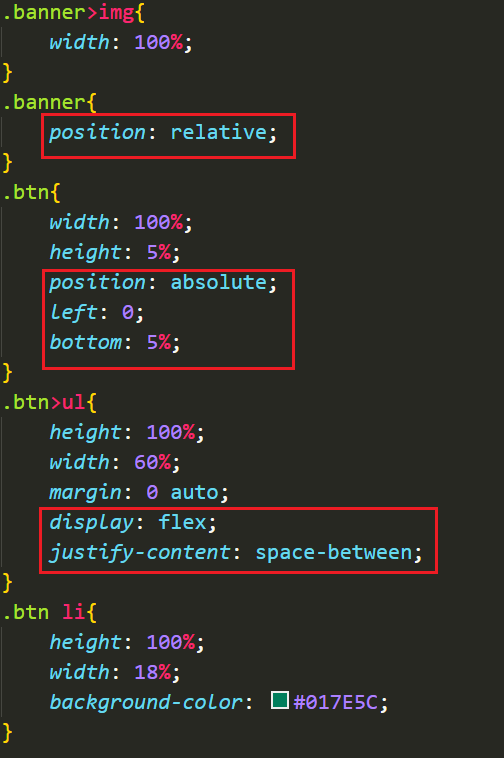 .banner>img{
width: 100%;
}
.banner{
position: relative;
}
.btn{
width: 100%;
height: 5%;
position: absolute;
left: 0;
bottom: 5%;
}
.btn>ul{
height: 100%;
width: 60%;
margin: 0 auto;
display: flex;
justify-content: space-between;
}
.btn li{
height: 100%;
width: 18%;
background-color: #017E5C;
}